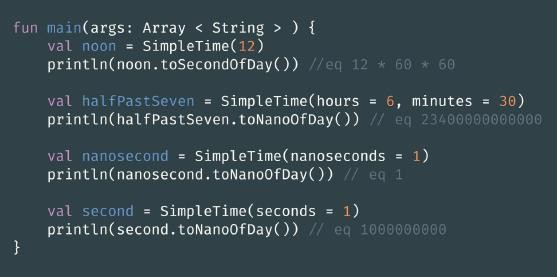 fun main(args: Array < String > ) {
val noon = SimpleTime(12)
println(noon.toSecondOfDay()) //eq 12 * 60 * 60
val halfPastSeven = SimpleTime(hours = 6, minutes = 30)
println(halfPastSeven.toNanoOfDay()) // eq 23400000000000
val nanosecond = SimpleTime(nanoseconds = 1)
println(nanosecond.toNanoOfDay()) // eq 1
val second = SimpleTime(seconds = 1)
println(second.toNanoOfDay()) // eq 1000000000
}